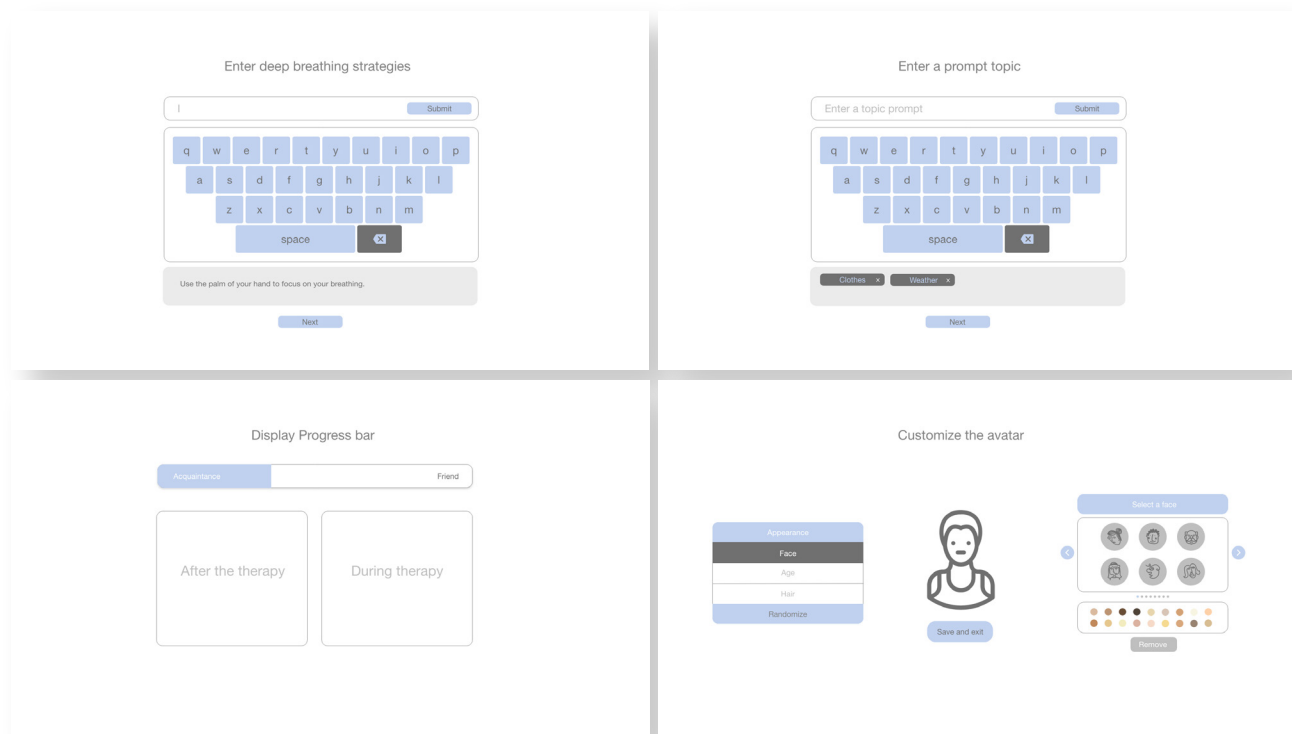 Enter deep breathing strategies
Submit
q w e r t y u i o p
a s d f g h j k l
z x c v b n m
space
Use the palm of your hand to focus on your breathing.
Next
Enter a prompt topic
Enter a topic prompt Submit
q w e r t y u i o p
a s d f g h j k l
z x c v b n m
space
Clothes x Weather x
Next
Display Progress bar
Acquaintance Friend
After the therapy During therapy
Customize the avatar
Appearance
Face
Age
Hair
Randomize
Save and exit
Select a face
Remove